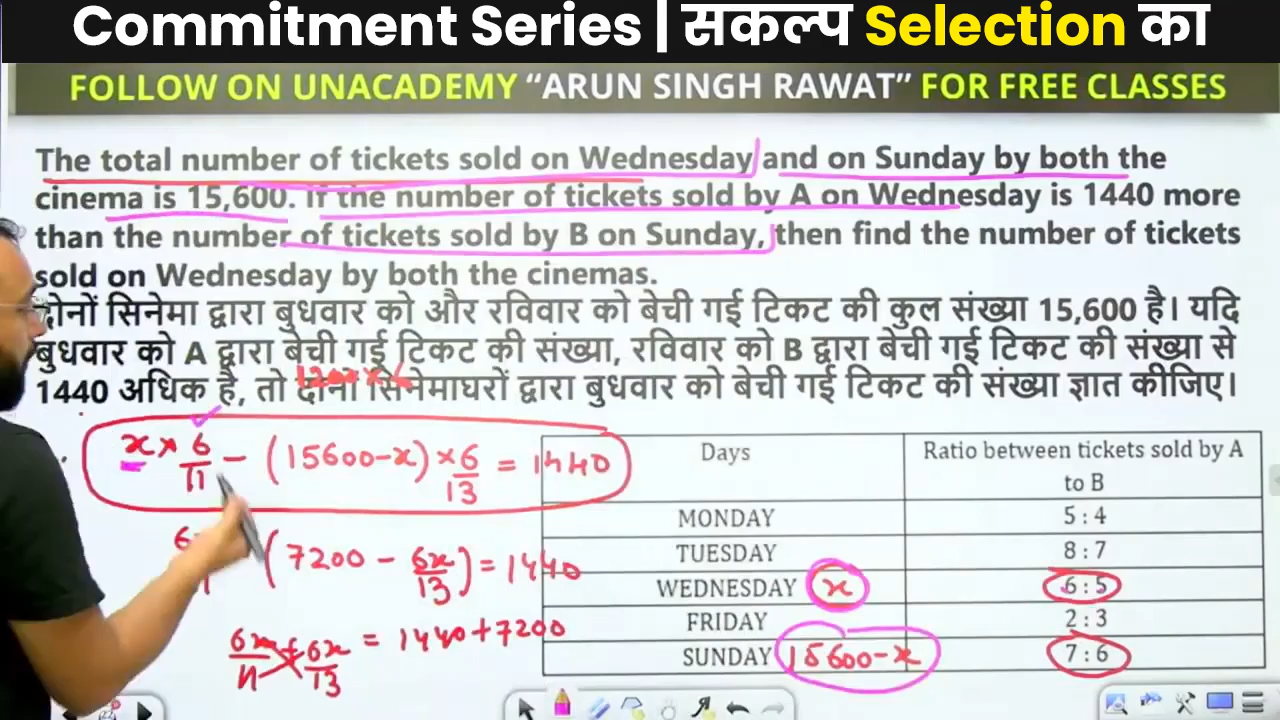 Commitment Series | सकल्प Selection का
FOLLOW ON UNACADEMY “ARUN SINGH RAWAT” FOR FREE CLASSES
The total number of tickets sold on Wednesday and on Sunday by both the
cinema is 15,600. If the number of tickets sold by A on Wednesday is 1440 more
than the number of tickets sold by B on Sunday, then find the number of tickets
sold on Wednesday by both the cinemas.
दोनों सिनेमा द्वारा बुधवार को और रविवार को बेची गई टिकट की कुल संख्या 15,600 है। यदि
बुधवार को A द्वारा बेची गई टिकट की संख्या, रविवार को B द्वारा बेची गई टिकट की संख्या से
1440 अधिक है, तो दोनों सिनेमाघरों द्वारा बुधवार को बेची गई टिकट की संख्या ज्ञात कीजिए।
x × 6/11 − (15600-x) × 6/13 = 1440
(7200 − 6x/13) = 1440
6x/11 + 6x/13 = 1440+7200
Days Ratio between tickets sold by A
to B
MONDAY 5 : 4
TUESDAY 8 : 7
WEDNESDAY x 6 : 5
FRIDAY 2 : 3
SUNDAY 15600-x 7 : 6